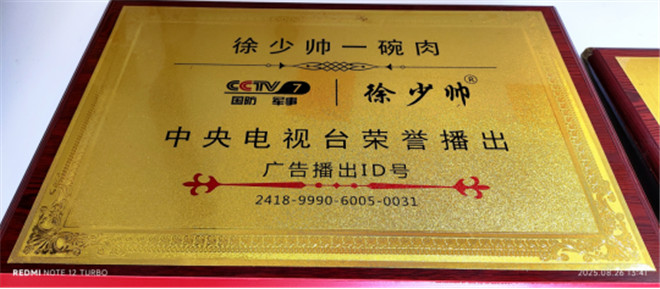 徐少帅一碗肉
CCTV 7
国防 军事
徐少帅®
中央电视台荣誉播出
广告播出ID号
2418-9990-6005-0031
REDMI NOTE 12 TURBO
2025.08.26 13:41